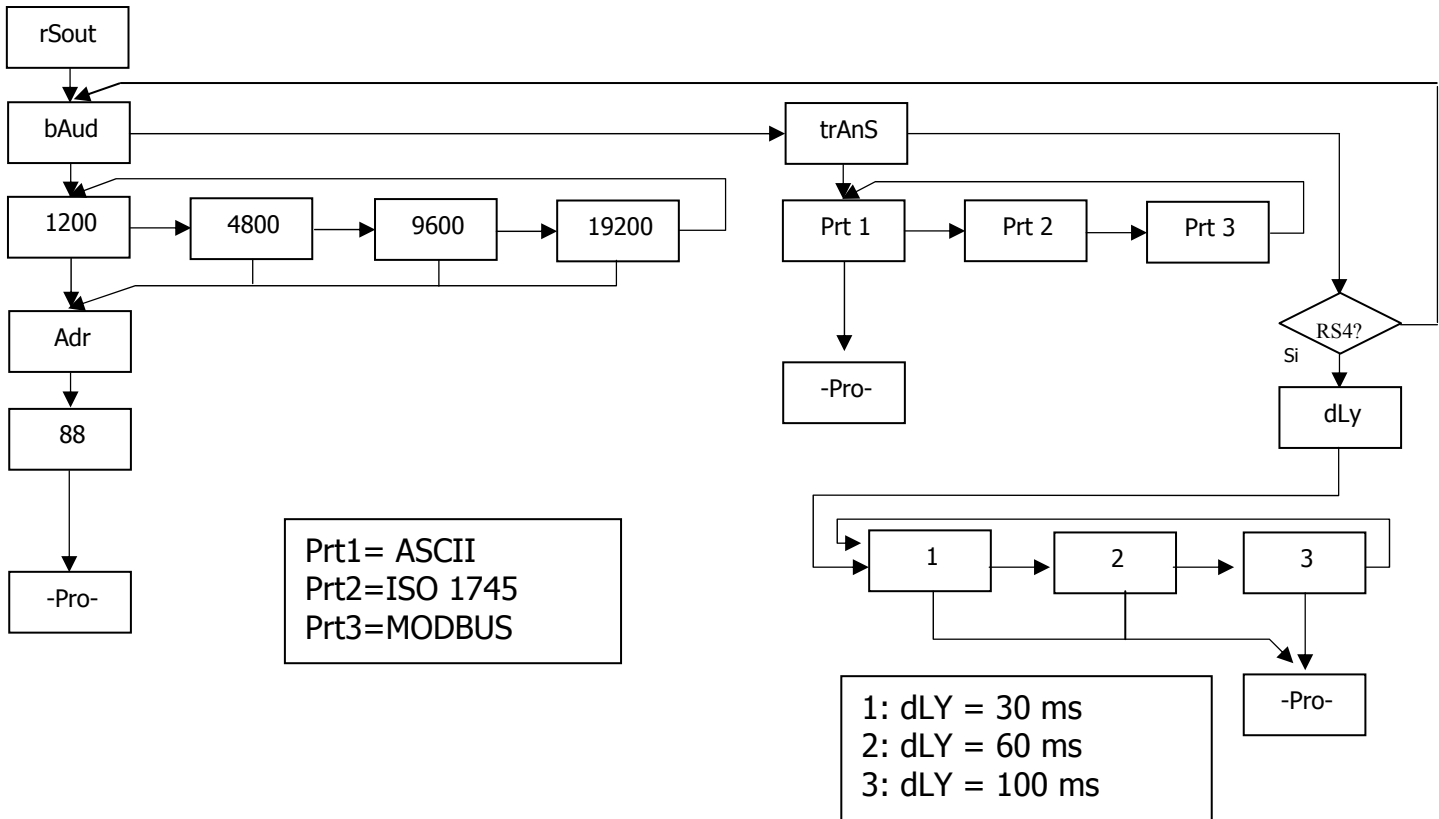 rSout
bAud
trAnS
1200
4800
9600
19200
Prt 1
Prt 2
Prt 3
Adr
RS4?
Si
-Pro-
dLy
88
Prt1= ASCII
Prt2=ISO 1745
Prt3=MODBUS
1
2
3
-Pro-
-Pro-
1: dLY = 30 ms
2: dLY = 60 ms
3: dLY = 100 ms